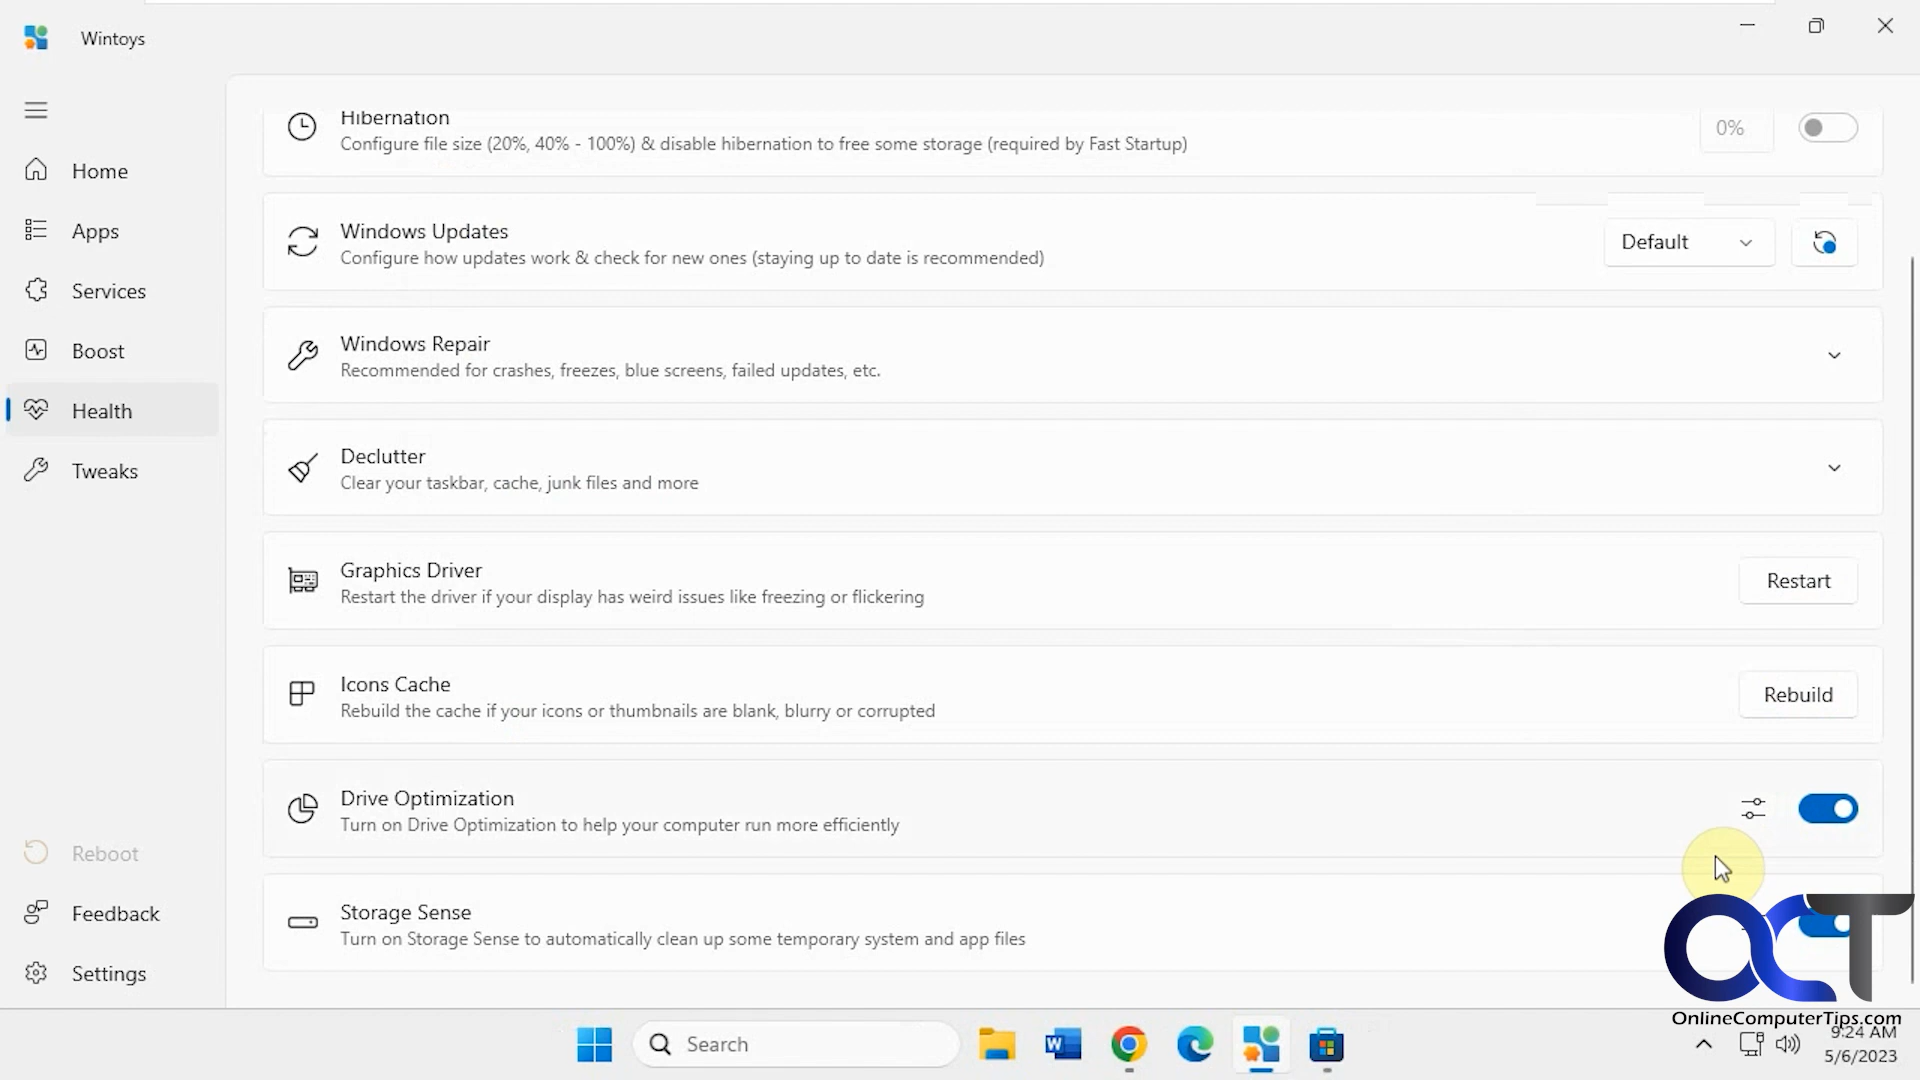 Wintoys
Home
Apps
Services
Boost
Health
Tweaks
Reboot
Feedback
Settings
Hibernation
Configure file size (20%, 40% - 100%) & disable hibernation to free some storage (required by Fast Startup)
0%
Windows Updates
Configure how updates work & check for new ones (staying up to date is recommended)
Default
Windows Repair
Recommended for crashes, freezes, blue screens, failed updates, etc.
Declutter
Clear your taskbar, cache, junk files and more
Graphics Driver
Restart the driver if your display has weird issues like freezing or flickering
Restart
Icons Cache
Rebuild the cache if your icons or thumbnails are blank, blurry or corrupted
Rebuild
Drive Optimization
Turn on Drive Optimization to help your computer run more efficiently
Storage Sense
Turn on Storage Sense to automatically clean up some temporary system and app files
OCT
OnlineComputerTips.com
Search
W
9:24 AM
5/6/2023